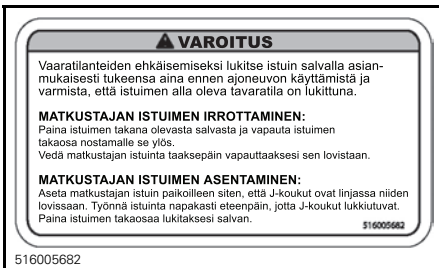 VAROITUS
Vaaratilanteiden ehkäisemiseksi lukitse istuin salvalla asian-
mukaisesti tukeensa aina ennen ajoneuvon käyttämistä ja
varmista, että istuimen alla oleva tavaratila on lukittuna.
MATKUSTAJAN ISTUIMEN IRROTTAMINEN:
Paina istuimen takana olevasta salvasta ja vapauta istuimen
takaosa nostamalle se ylös.
Vedä matkustajan istuinta taaksepäin vapauttaaksesi sen lovistaan.
MATKUSTAJAN ISTUIMEN ASENTAMINEN:
Aseta matkustajan istuin paikoilleen siten, että J-koukut ovat linjassa niiden
lovissaan. Työnnä istuinta napakasti eteenpäin, jotta J-koukut lukkiutuvat.
Paina istuimen takaosaa lukitaksesi salvan.
516005682
516005682